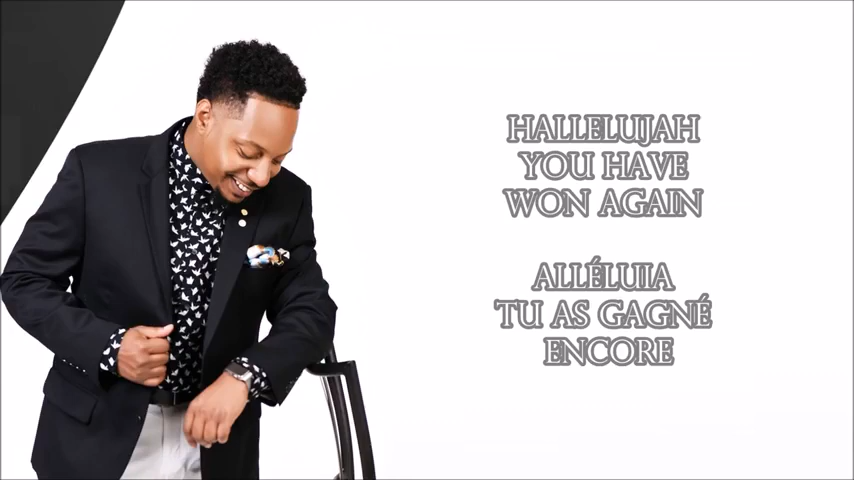 HALLELUJAH
YOU HAVE
WON AGAIN
ALLÉLUIA
TU AS GAGNÉ
ENCORE